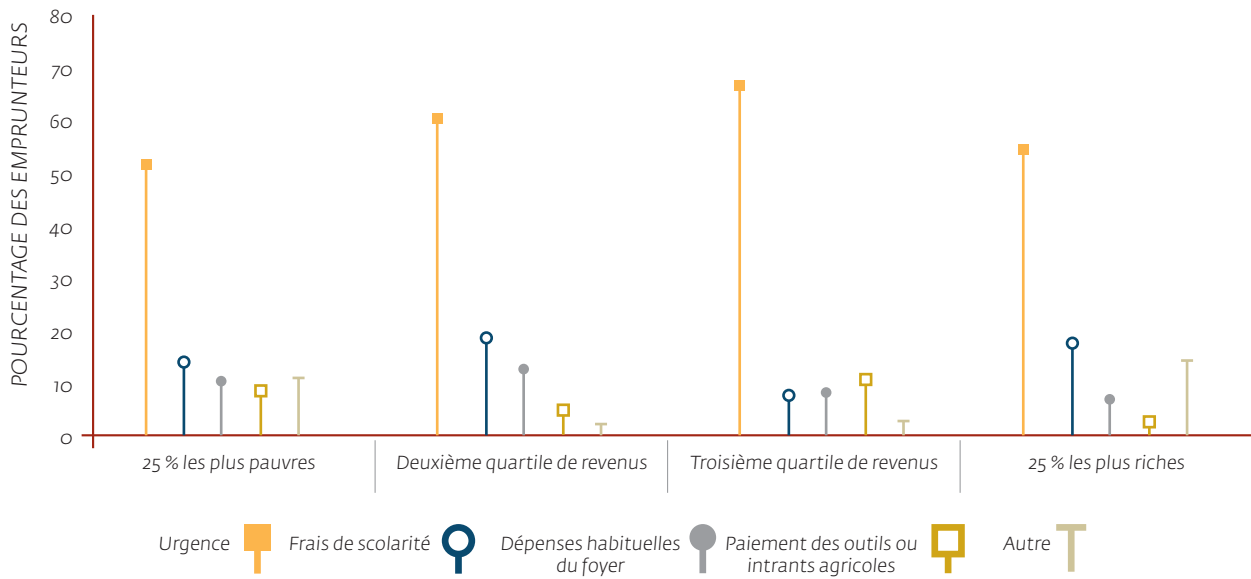 POURCENTAGE DES EMPRUNTEURS
80
70
60
50
40
30
20
10
0
25 % les plus pauvres
Deuxième quartile de revenus
Troisième quartile de revenus
25 % les plus riches
Urgence
Frais de scolarité
Dépenses habituelles
du foyer
Paiement des outils ou
intrants agricoles
Autre